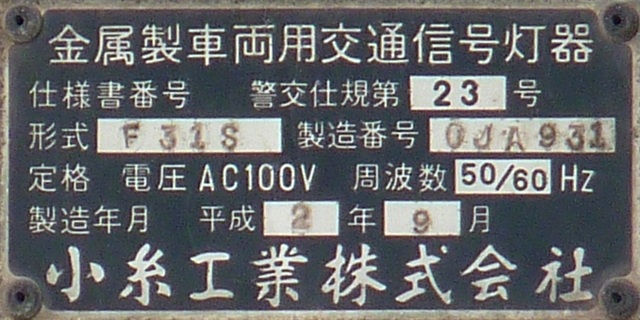 金属製車両用交通信号灯器
仕様書番号 警交仕規第 23 号
形式 F31S 製造番号 OJA931
定格 電圧 AC100V 周波数 50/60 Hz
製造年月 平成 2 年 9 月
小糸工業株式会社